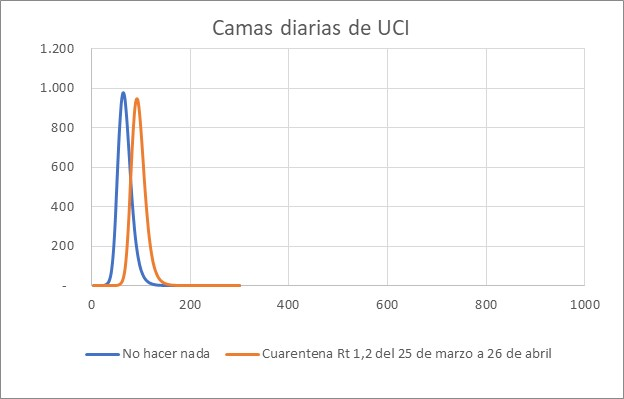 Camas diarias de UCI
1.200
1.000
800
600
400
200
-
0 200 400 600 800 1000
No hacer nada Cuarentena Rt 1,2 del 25 de marzo a 26 de abril